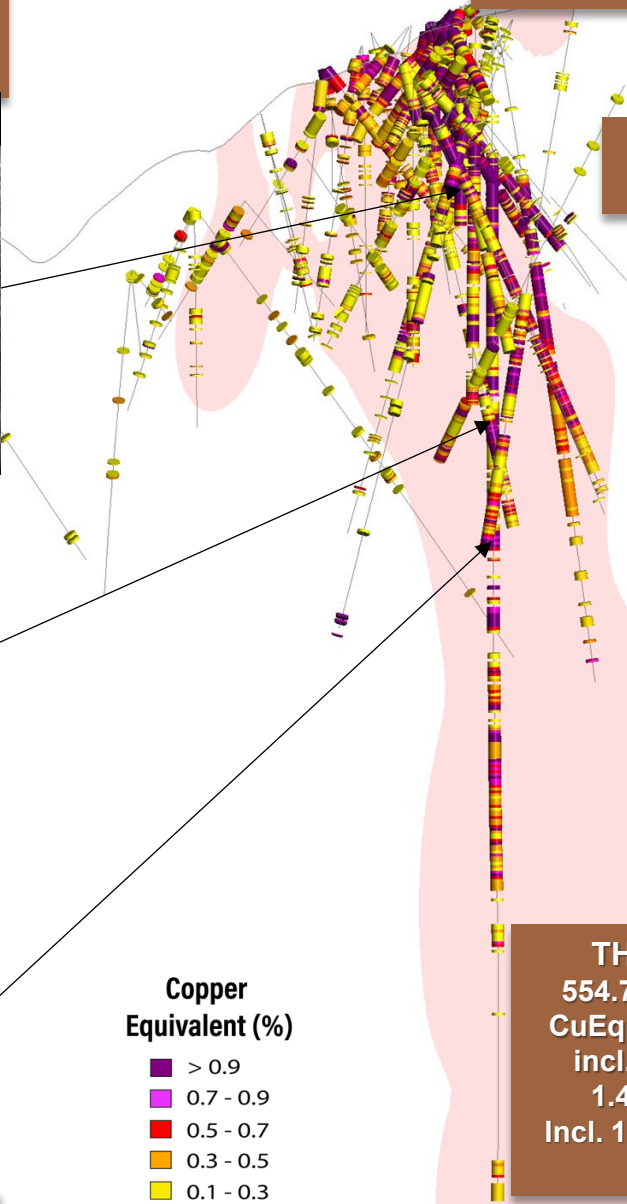 Copper
Equivalent (%)
> 0.9
0.7 - 0.9
0.5 - 0.7
0.3 - 0.5
0.1 - 0.3
554.7
CuEq
incl.
1.4
Incl. 1